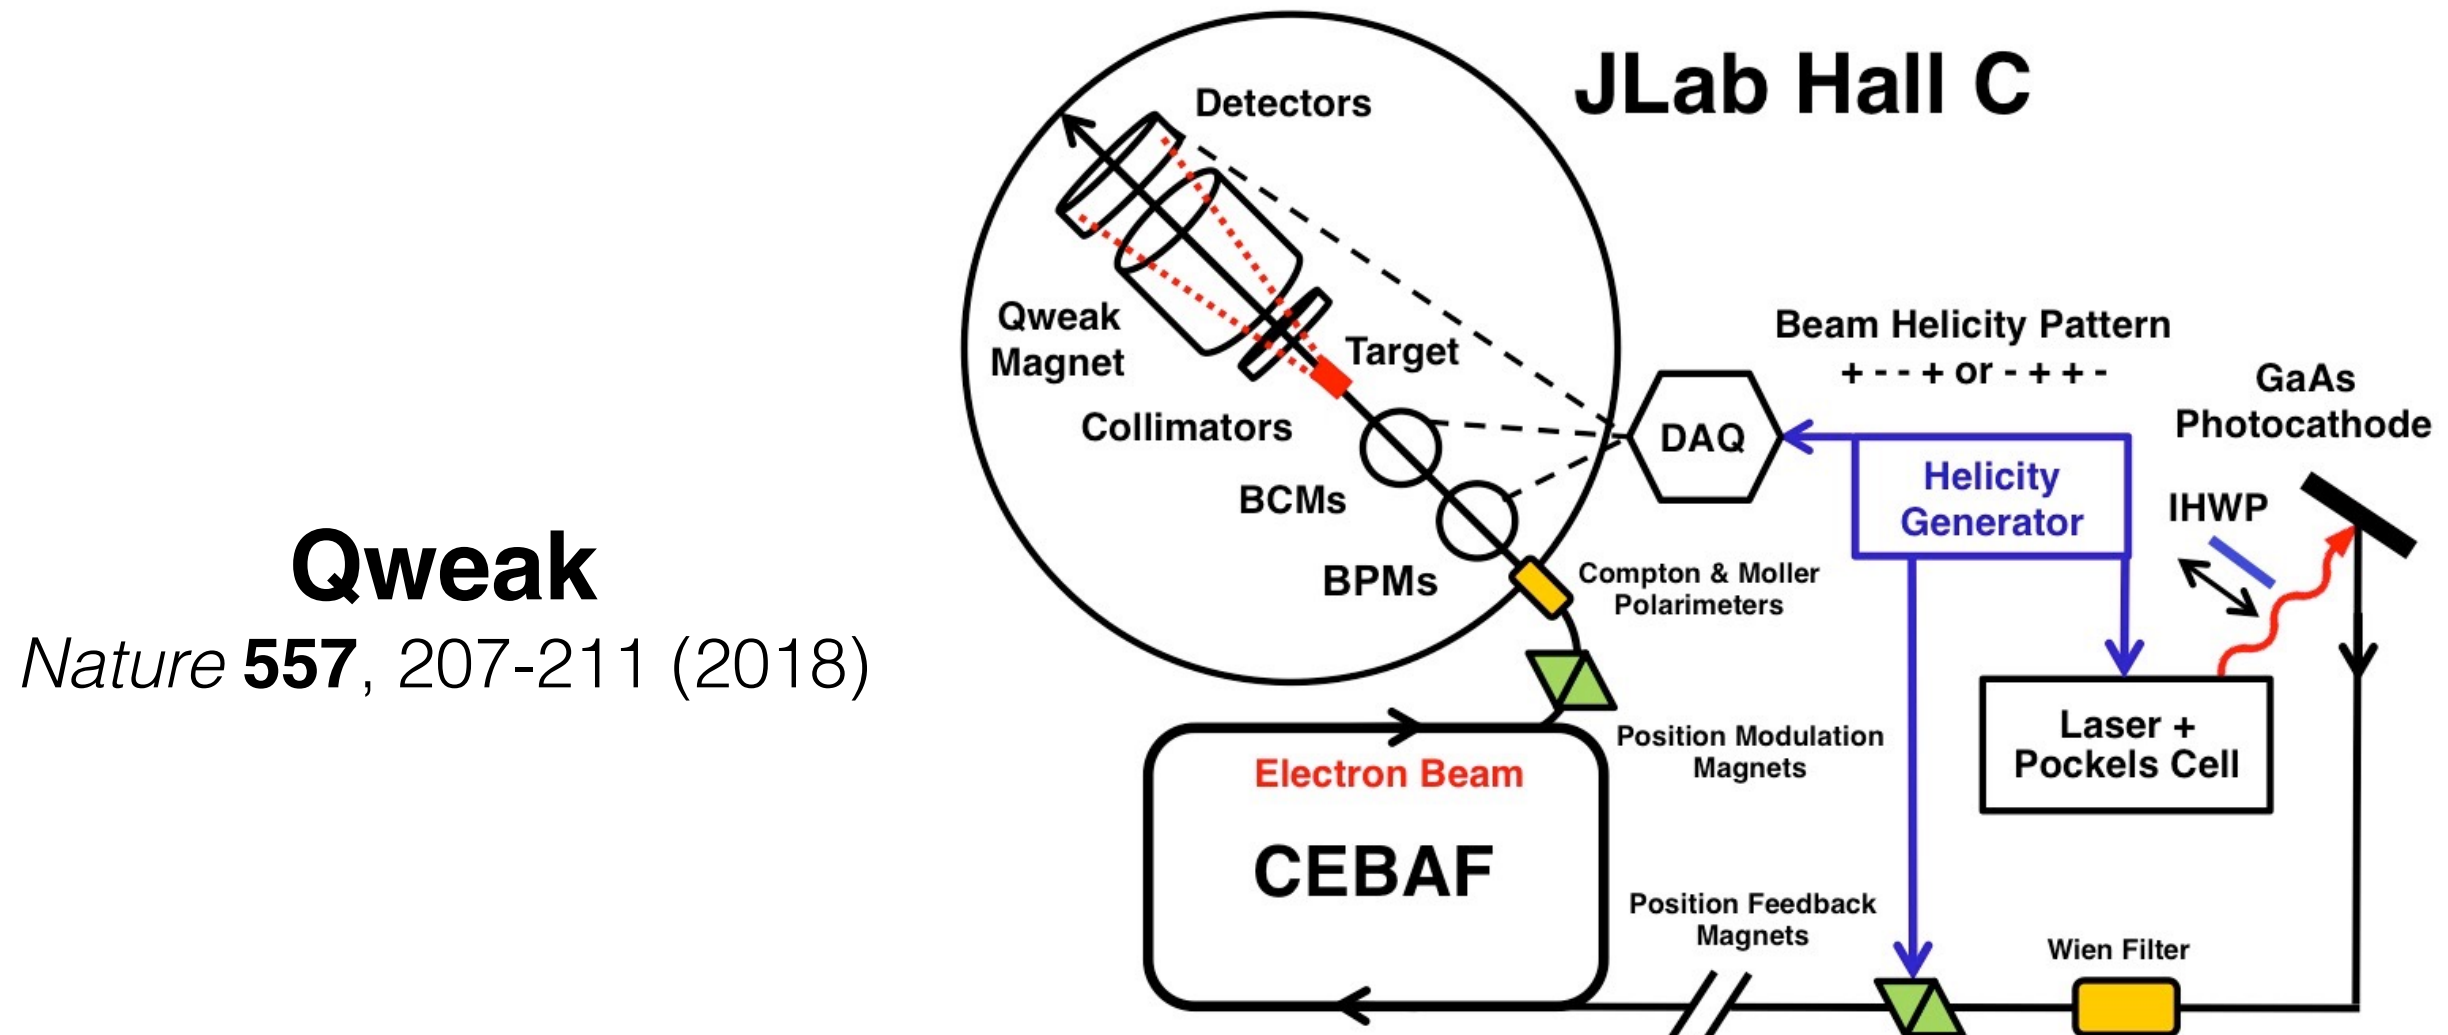 Qweak
Nature 557, 207-211 (2018)
JLab Hall C
Detectors
Qweak
Magnet
Target
Collimators
BCMs
BPMs
DAQ
Beam Helicity Pattern
+ - - + or - + + -
Helicity
Generator
GaAs
Photocathode
IHWP
Compton & Moller
Polarimeters
Laser +
Pockels Cell
Position Modulation
Magnets
Electron Beam
CEBAF
Position Feedback
Magnets
Wien Filter